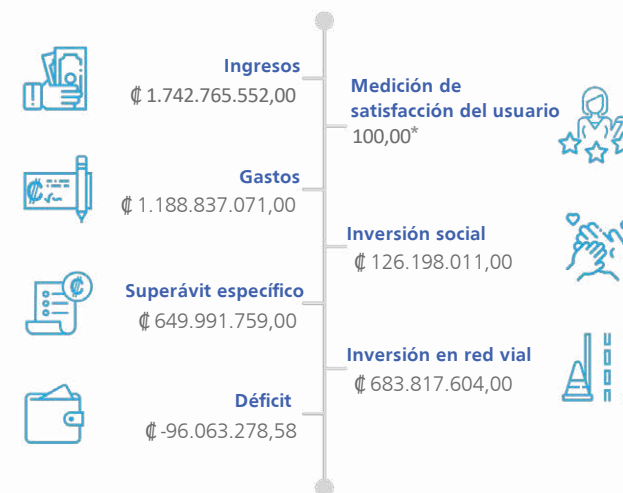 Ingresos
₡ 1.742.765.552,00
Medición de
satisfacción del usuario
100,00*
Gastos
₡ 1.188.837.071,00
Inversión social
₡ 126.198.011,00
Superávit específico
₡ 649.991.759,00
Inversión en red vial
₡ 683.817.604,00
Déficit
₡ -96.063.278,58